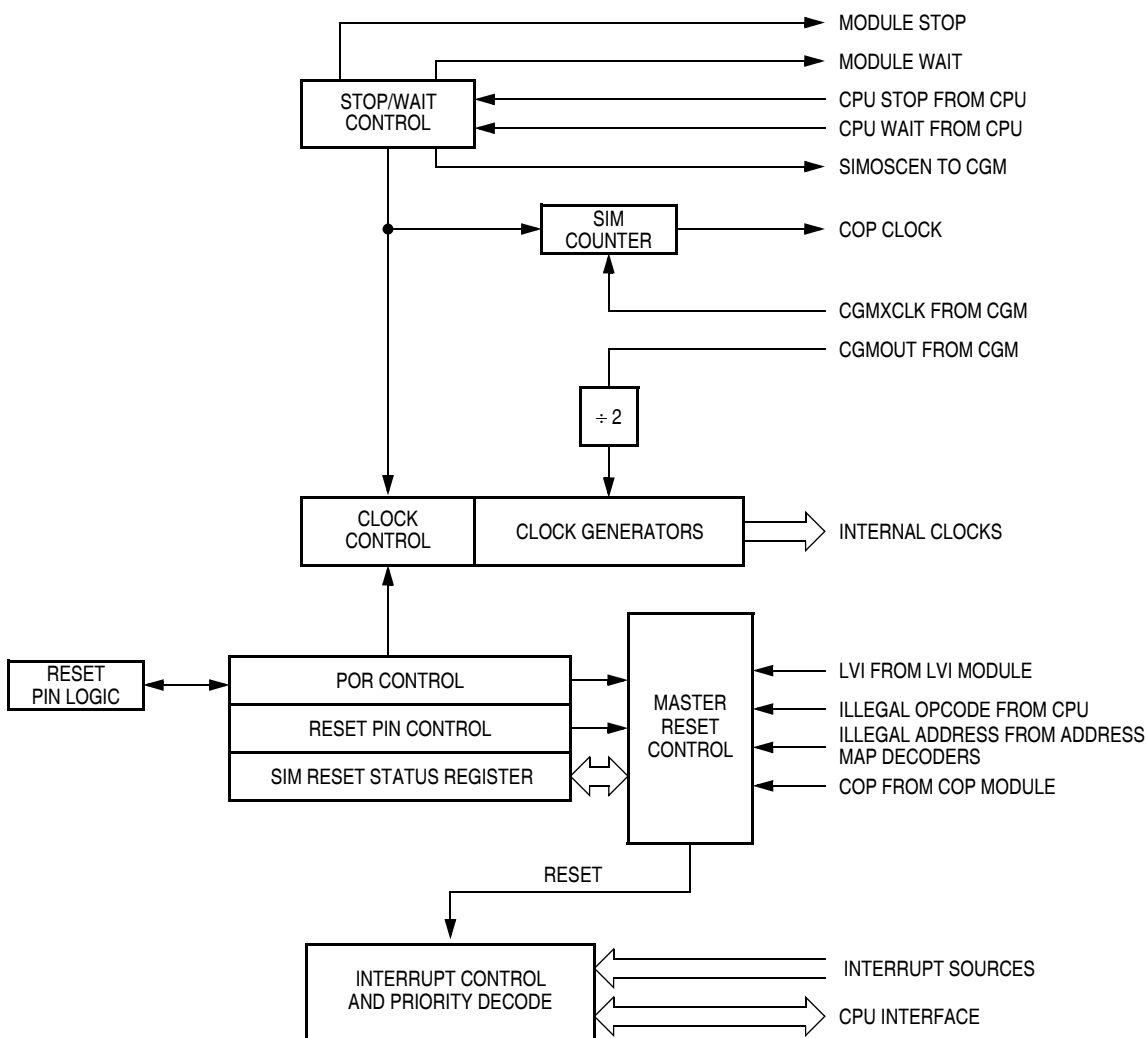 MODULE STOP
MODULE WAIT
STOP/WAIT
CONTROL
CPU STOP FROM CPU
CPU WAIT FROM CPU
SIMOSCEN TO CGM
SIM
COUNTER
COP CLOCK
CGMXCLK FROM CGM
CGMOUT FROM CGM
÷ 2
CLOCK
CONTROL
CLOCK GENERATORS
INTERNAL CLOCKS
RESET
PIN LOGIC
POR CONTROL
RESET PIN CONTROL
SIM RESET STATUS REGISTER
MASTER
RESET
CONTROL
LVI FROM LVI MODULE
ILLEGAL OPCODE FROM CPU
ILLEGAL ADDRESS FROM ADDRESS
MAP DECODERS
COP FROM COP MODULE
RESET
INTERRUPT CONTROL
AND PRIORITY DECODE
INTERRUPT SOURCES
CPU INTERFACE